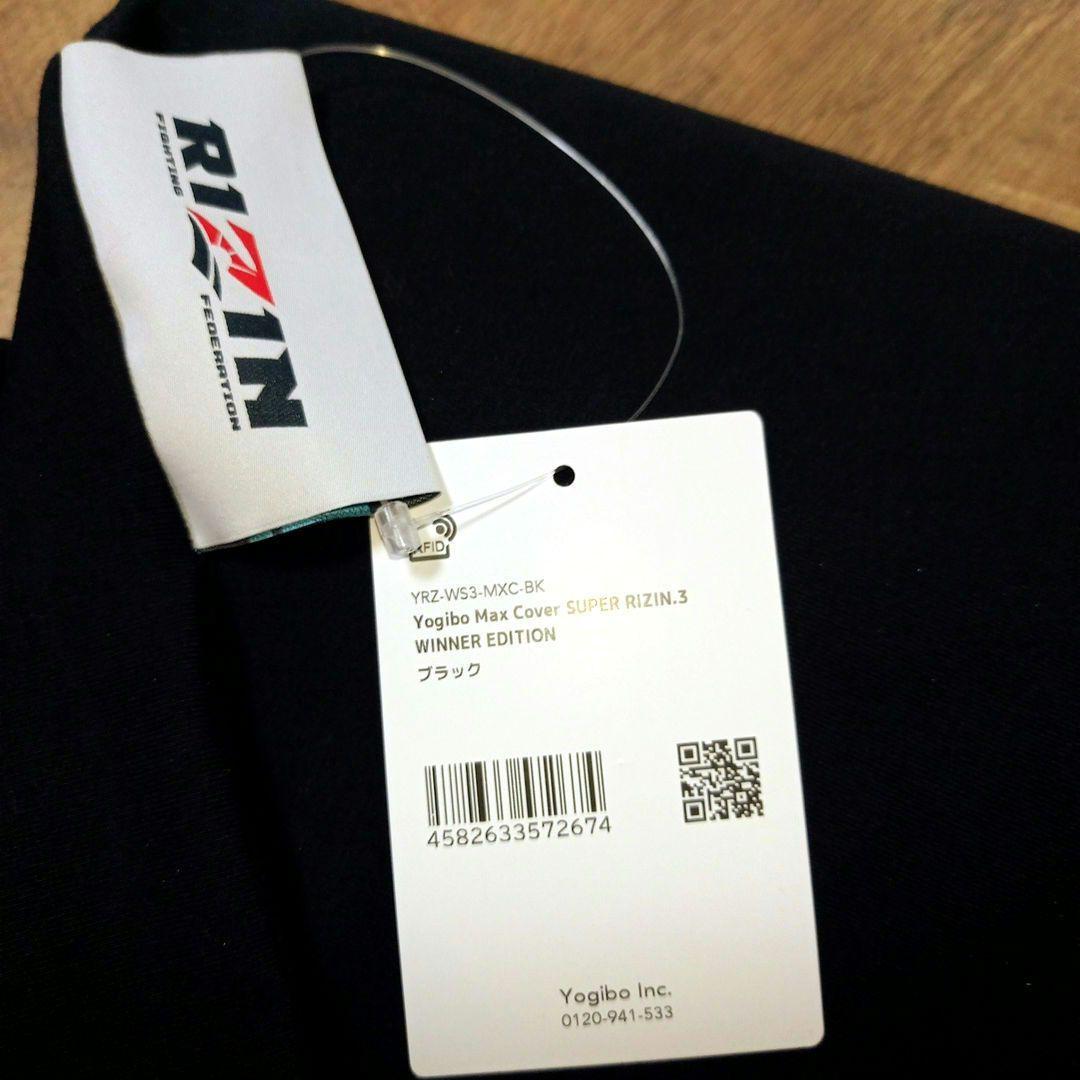 RIZIN
FIGHTING FEDERATION
RFID
YRZ-WS3-MXC-BK
Yogibo Max Cover SUPER RIZIN.3
WINNER EDITION
ブラック
4582633572674
Yogibo Inc.
0120-941-533